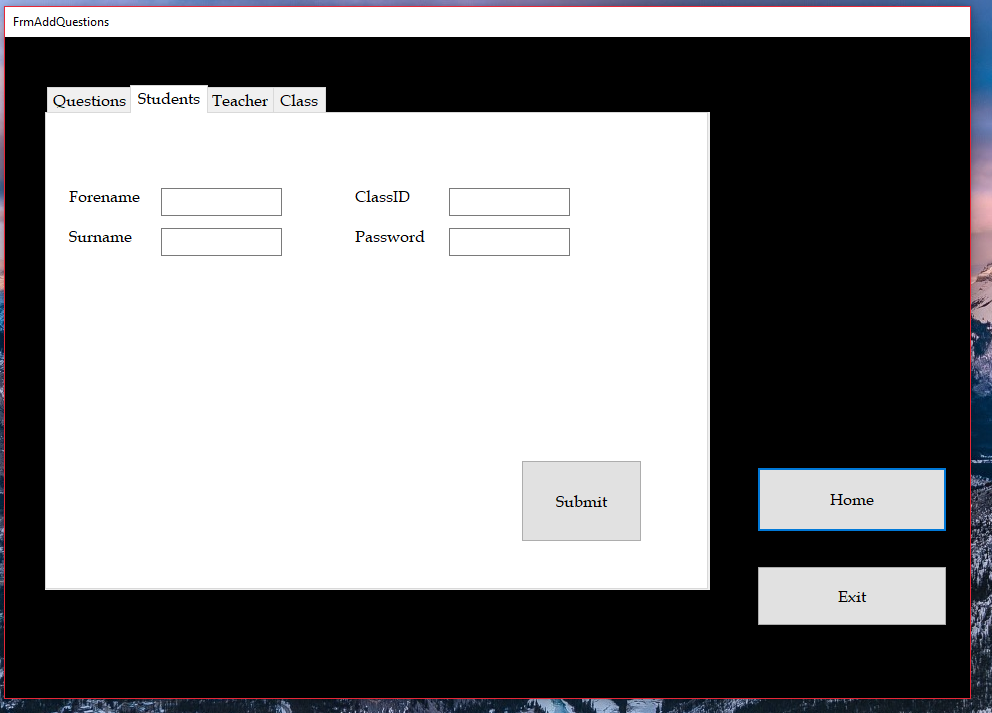 FrmAddQuestions
Questions Students Teacher Class
Forename ClassID
Surname Password
Submit
Home
Exit